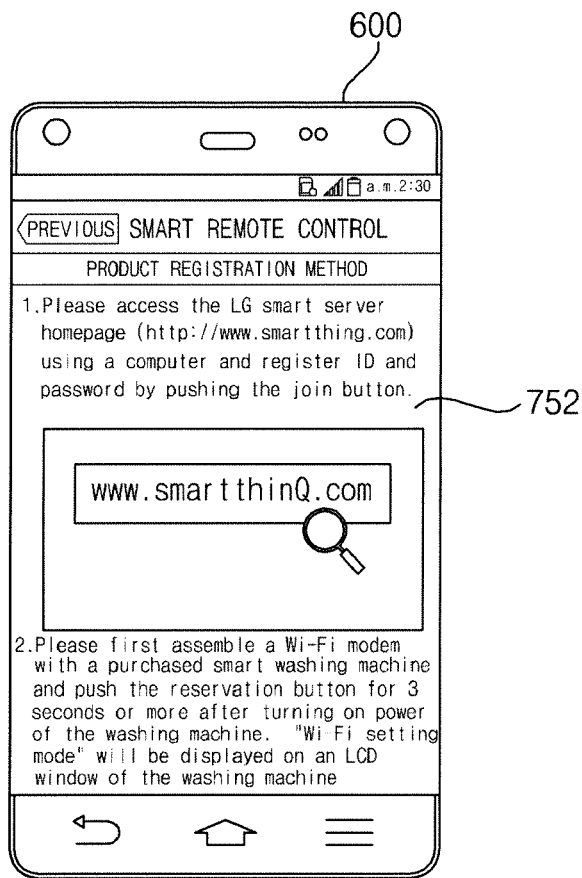 600
a.m.2:30
PREVIOUS SMART REMOTE CONTROL
PRODUCT REGISTRATION METHOD
1.Please access the LG smart server
homepage (http://www.smartthing.com)
using a computer and register ID and
password by pushing the join button.
752
www.smartthinQ.com
2.Please first assemble a Wi-Fi modem
with a purchased smart washing machine
and push the reservation button for 3
seconds or more after turning on power
of the washing machine. "Wi-Fi setting
mode" will be displayed on an LCD
window of the washing machine